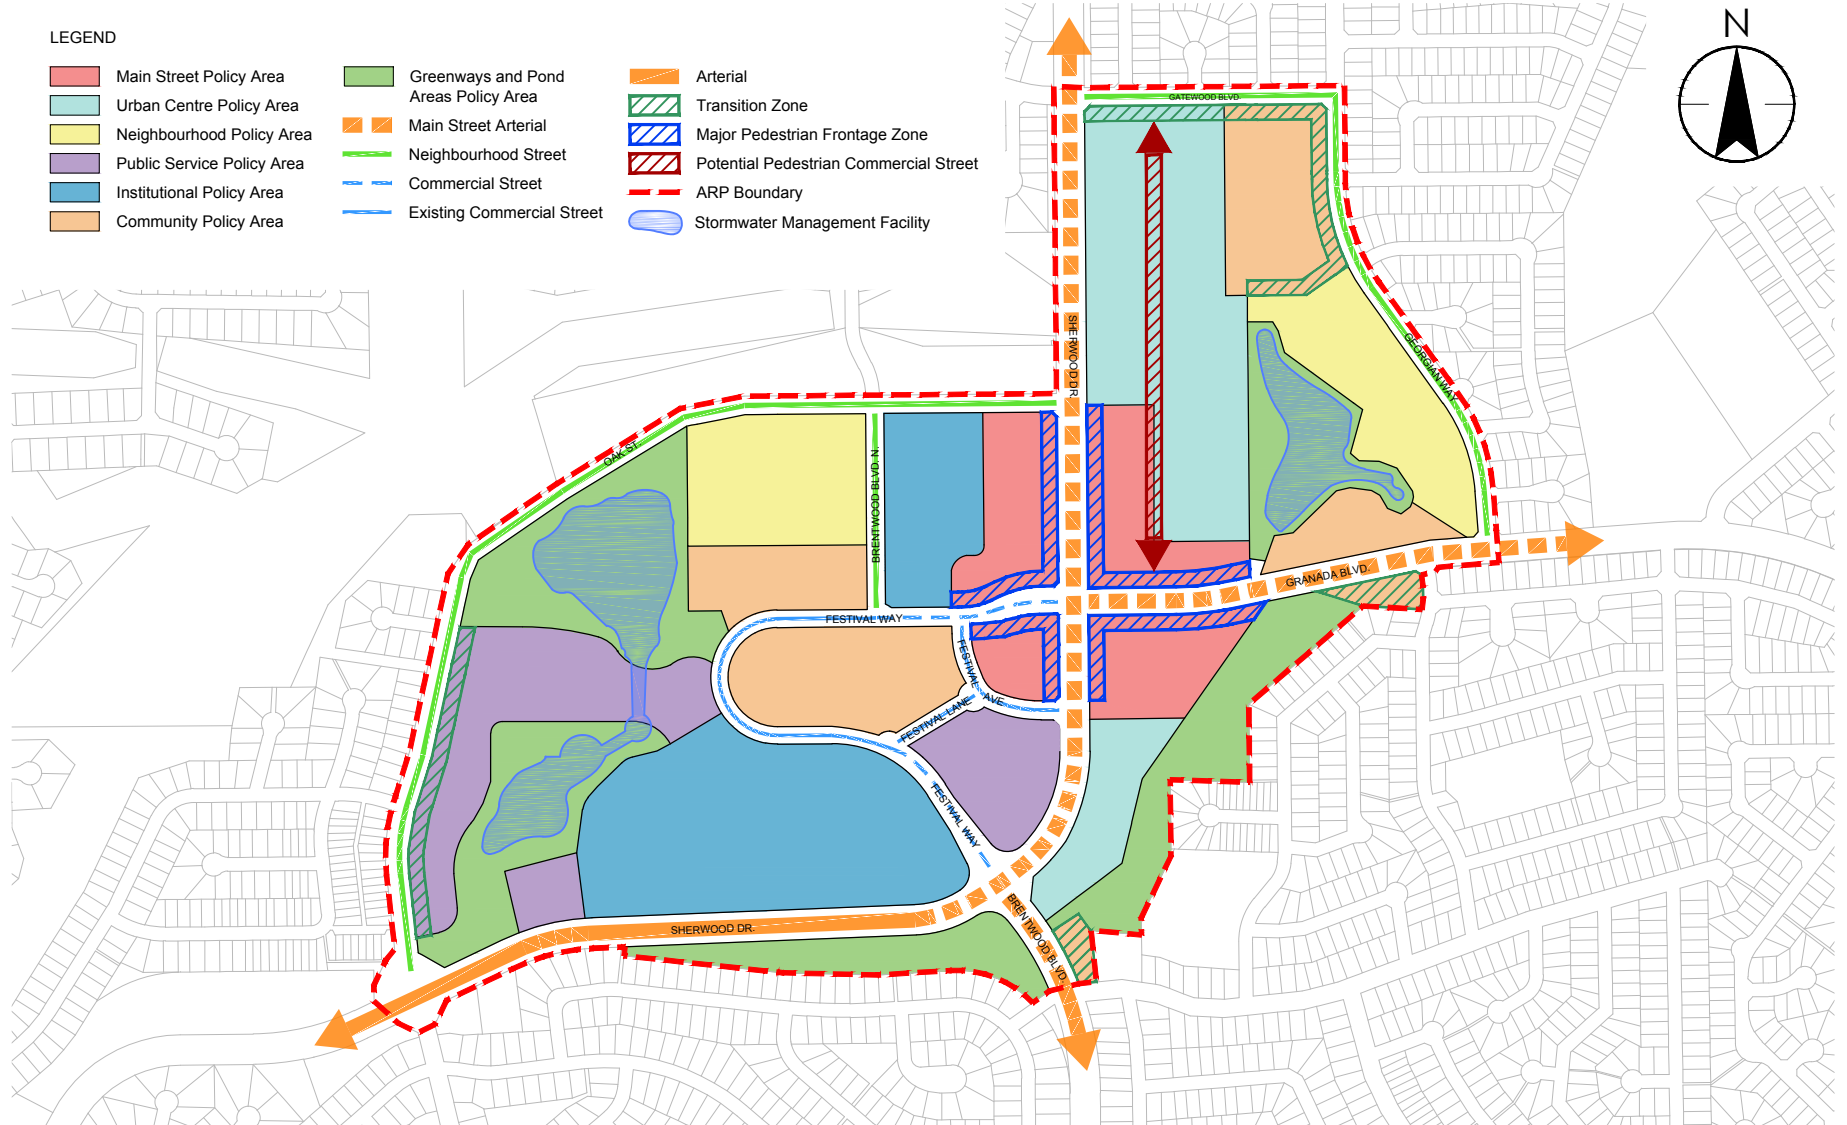 LEGEND
Main Street Policy Area
Urban Centre Policy Area
Neighbourhood Policy Area
Public Service Policy Area
Institutional Policy Area
Community Policy Area
Greenways and Pond
Areas Policy Area
Main Street Arterial
Neighbourhood Street
Commercial Street
Existing Commercial Street
Arterial
Transition Zone
Major Pedestrian Frontage Zone
Potential Pedestrian Commercial Street
ARP Boundary
Stormwater Management Facility
N
GATEWOOD BLVD.
SHERWOOD DR.
GEORGIAN WAY
OAK ST.
BRENTWOOD BLVD. N.
GRANADA BLVD.
FESTIVAL WAY
FESTIVAL AVE
FESTIVAL LANE
FESTIVAL WAY
BRENTWOOD BLVD.
SHERWOOD DR.